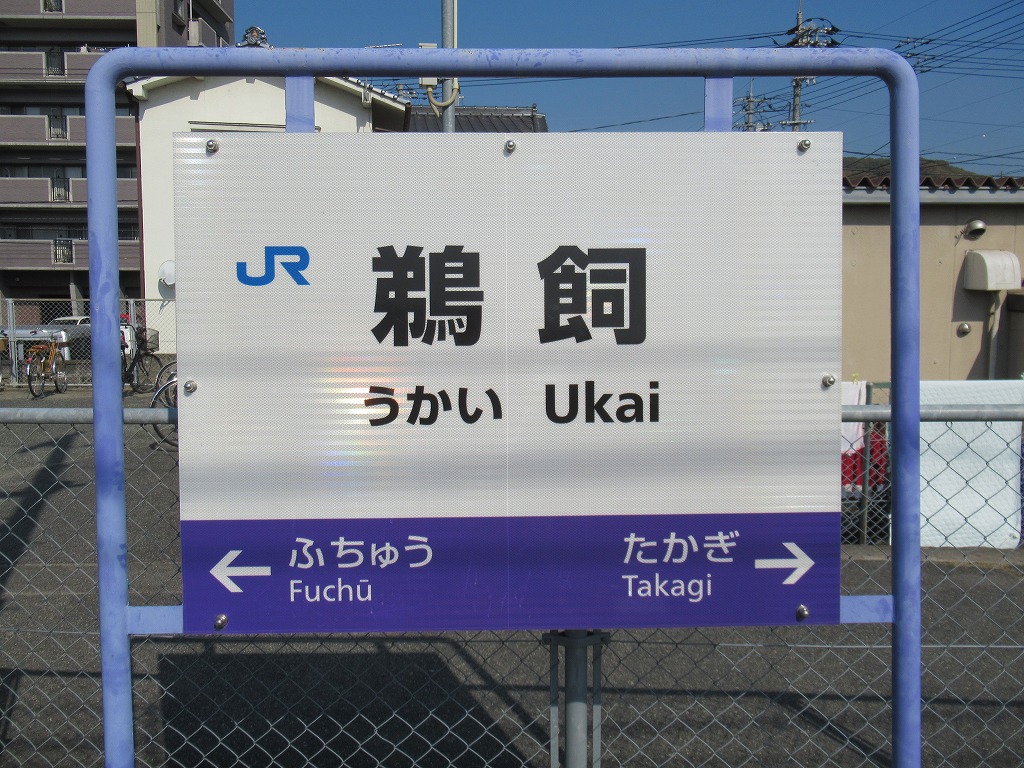 JR
鵜飼
うかい Ukai
← ふちゅう
Fuchū
たかぎ →
Takagi